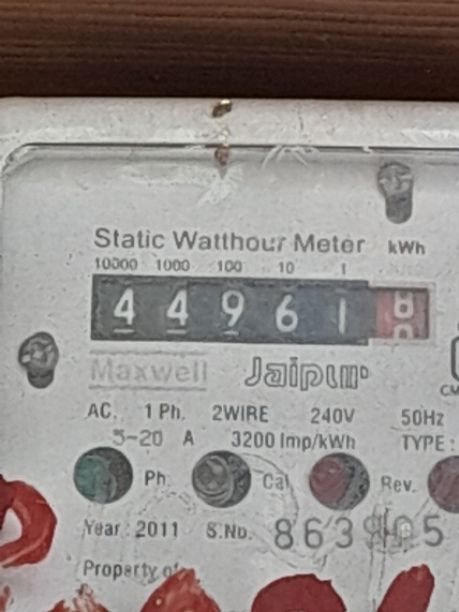 Static Watthour Meter kWh
10000 1000 100 10 1
4 4 9 6 1
Maxwell Jaipur
AC. 1 Ph. 2WIRE 240V 50Hz
5-20 A 3200 Imp/kWh TYPE:
Ph. Cal. Rev.
Year: 2011 S.No.
Property of